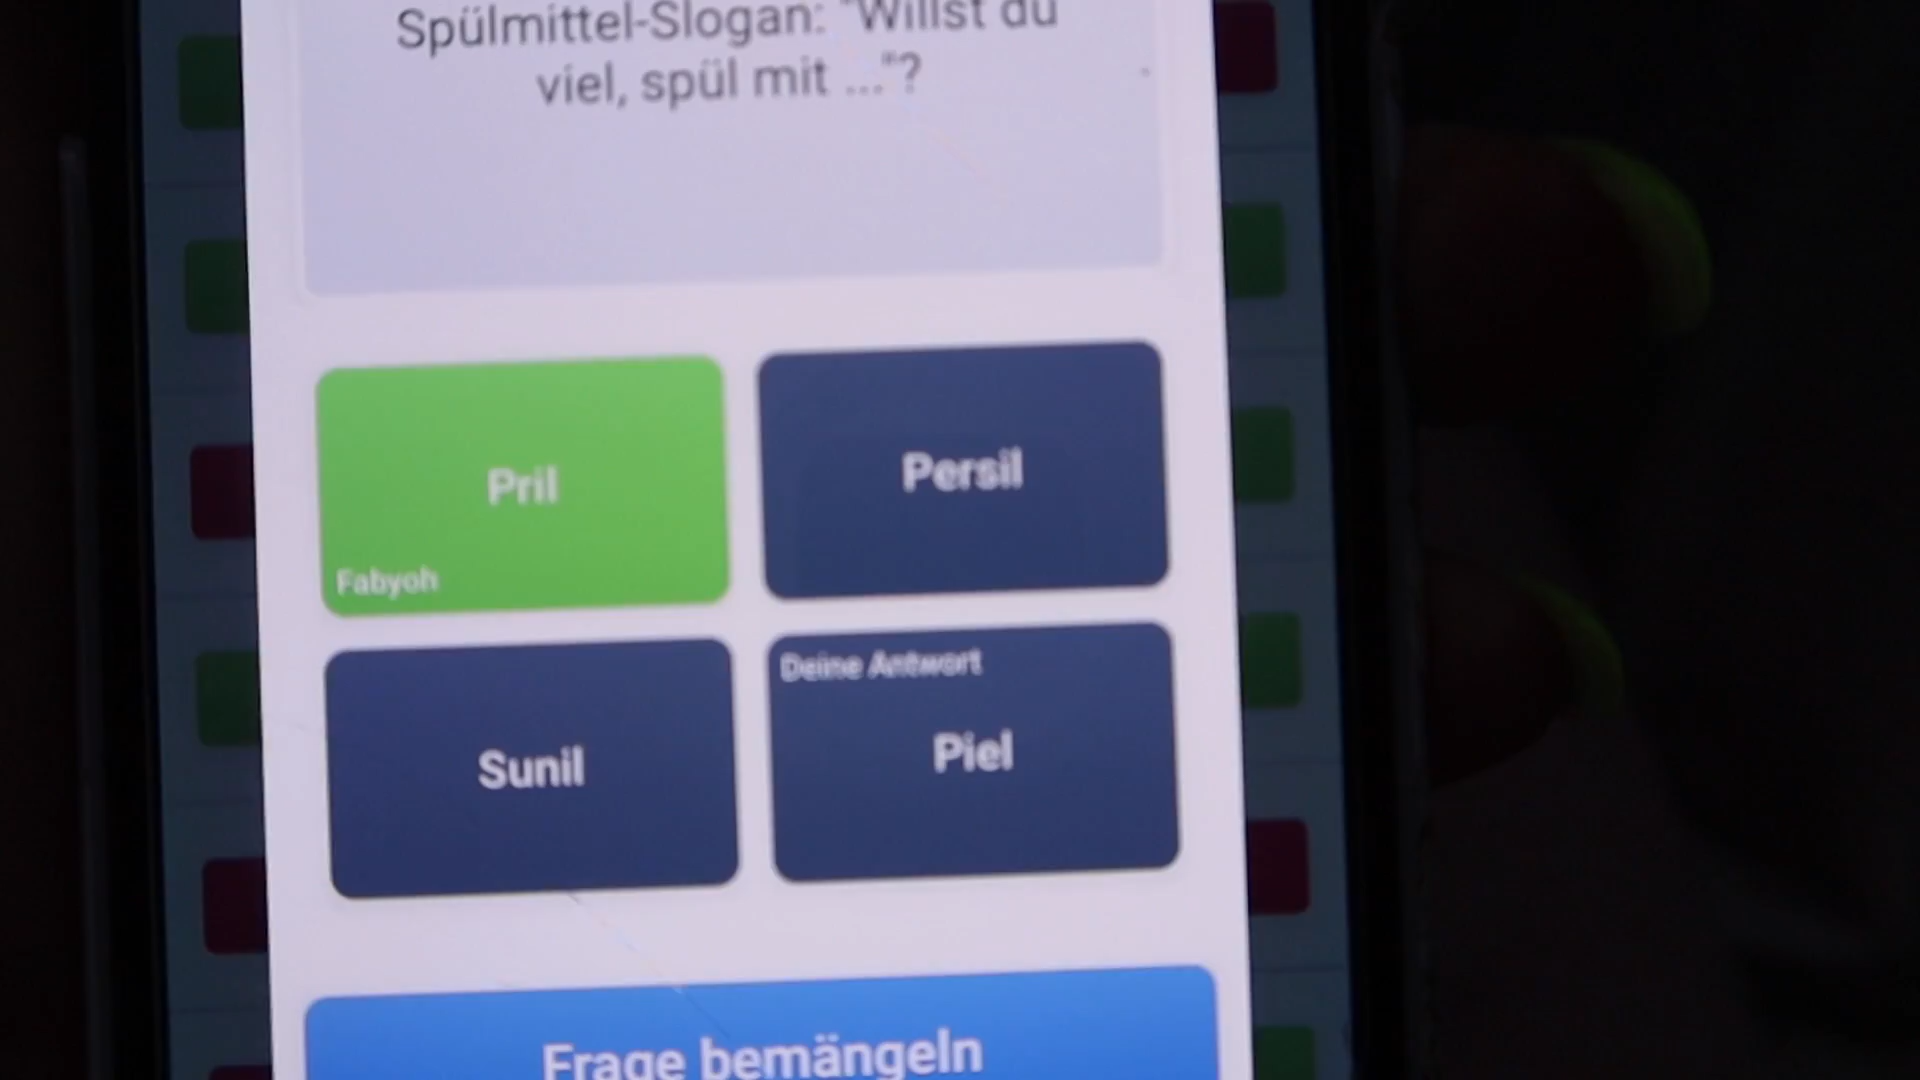 Spülmittel-Slogan: "Willst du
viel, spül mit ..."?
Pril
Fabyoh
Persil
Sunil
Deine Antwort
Piel
Frage bemängeln